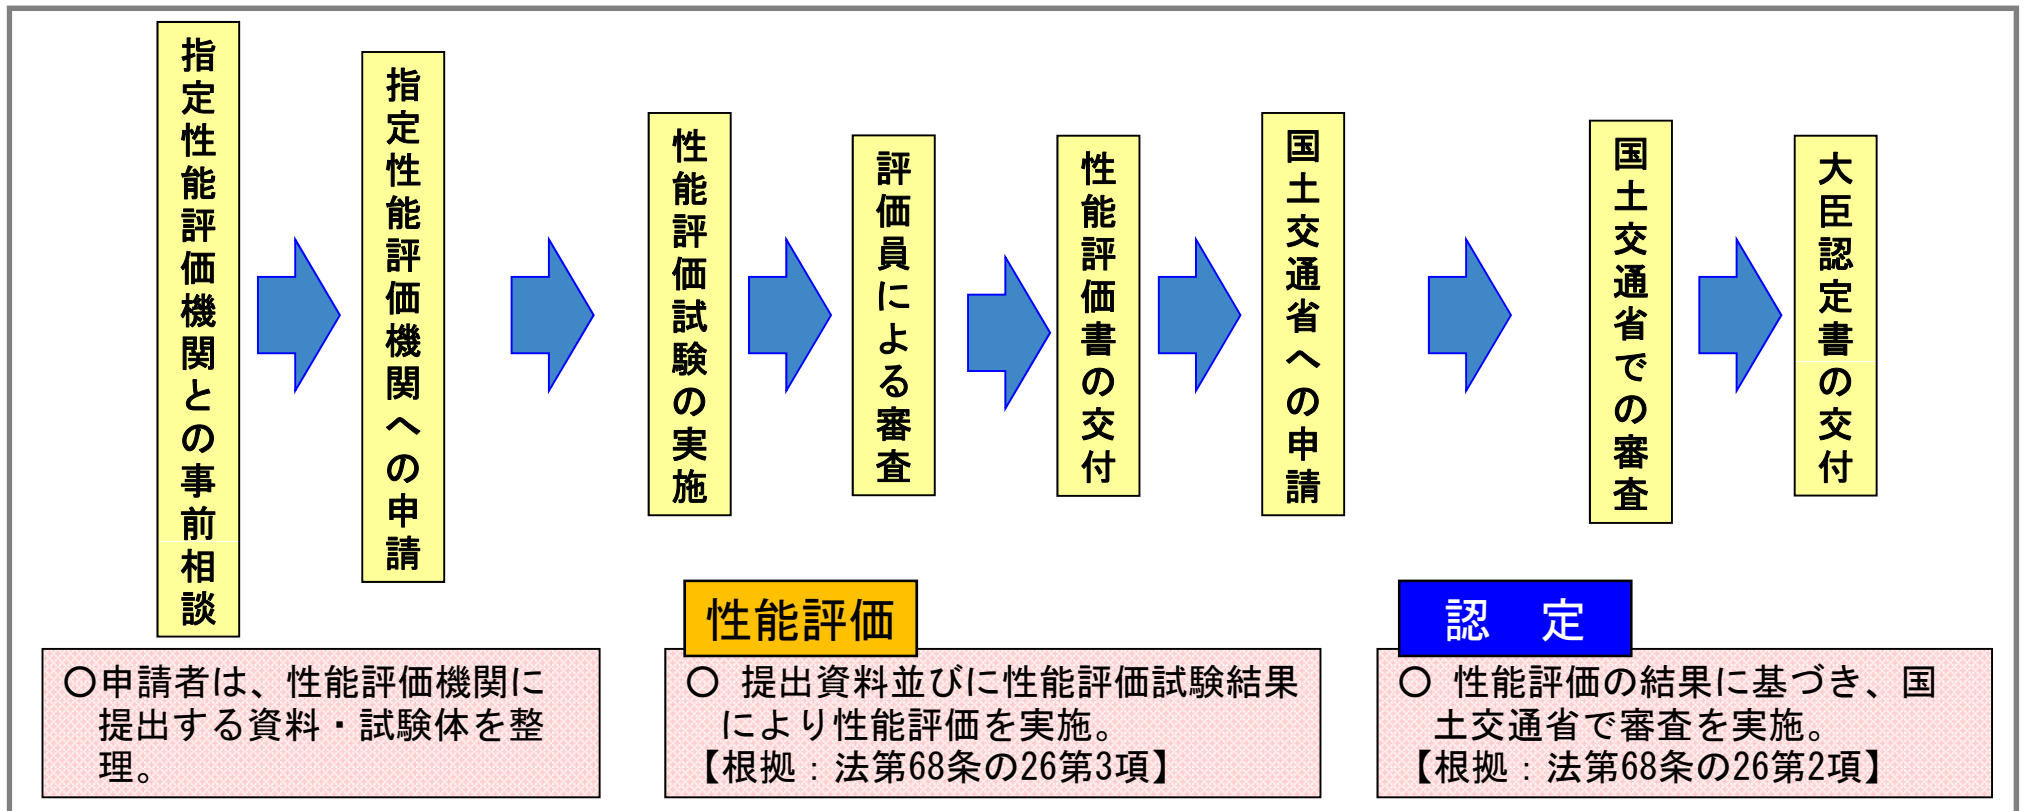 指定性能評価機関との事前相談
指定性能評価機関への申請
性能評価試験の実施
評価員による審査
性能評価書の交付
国土交通省への申請
国土交通省での審査
大臣認定書の交付
○申請者は、性能評価機関に
提出する資料・試験体を整
理。
性能評価
○ 提出資料並びに性能評価試験結果
により性能評価を実施。
【根拠：法第68条の26第3項】
認　定
○ 性能評価の結果に基づき、国
土交通省で審査を実施。
【根拠：法第68条の26第2項】